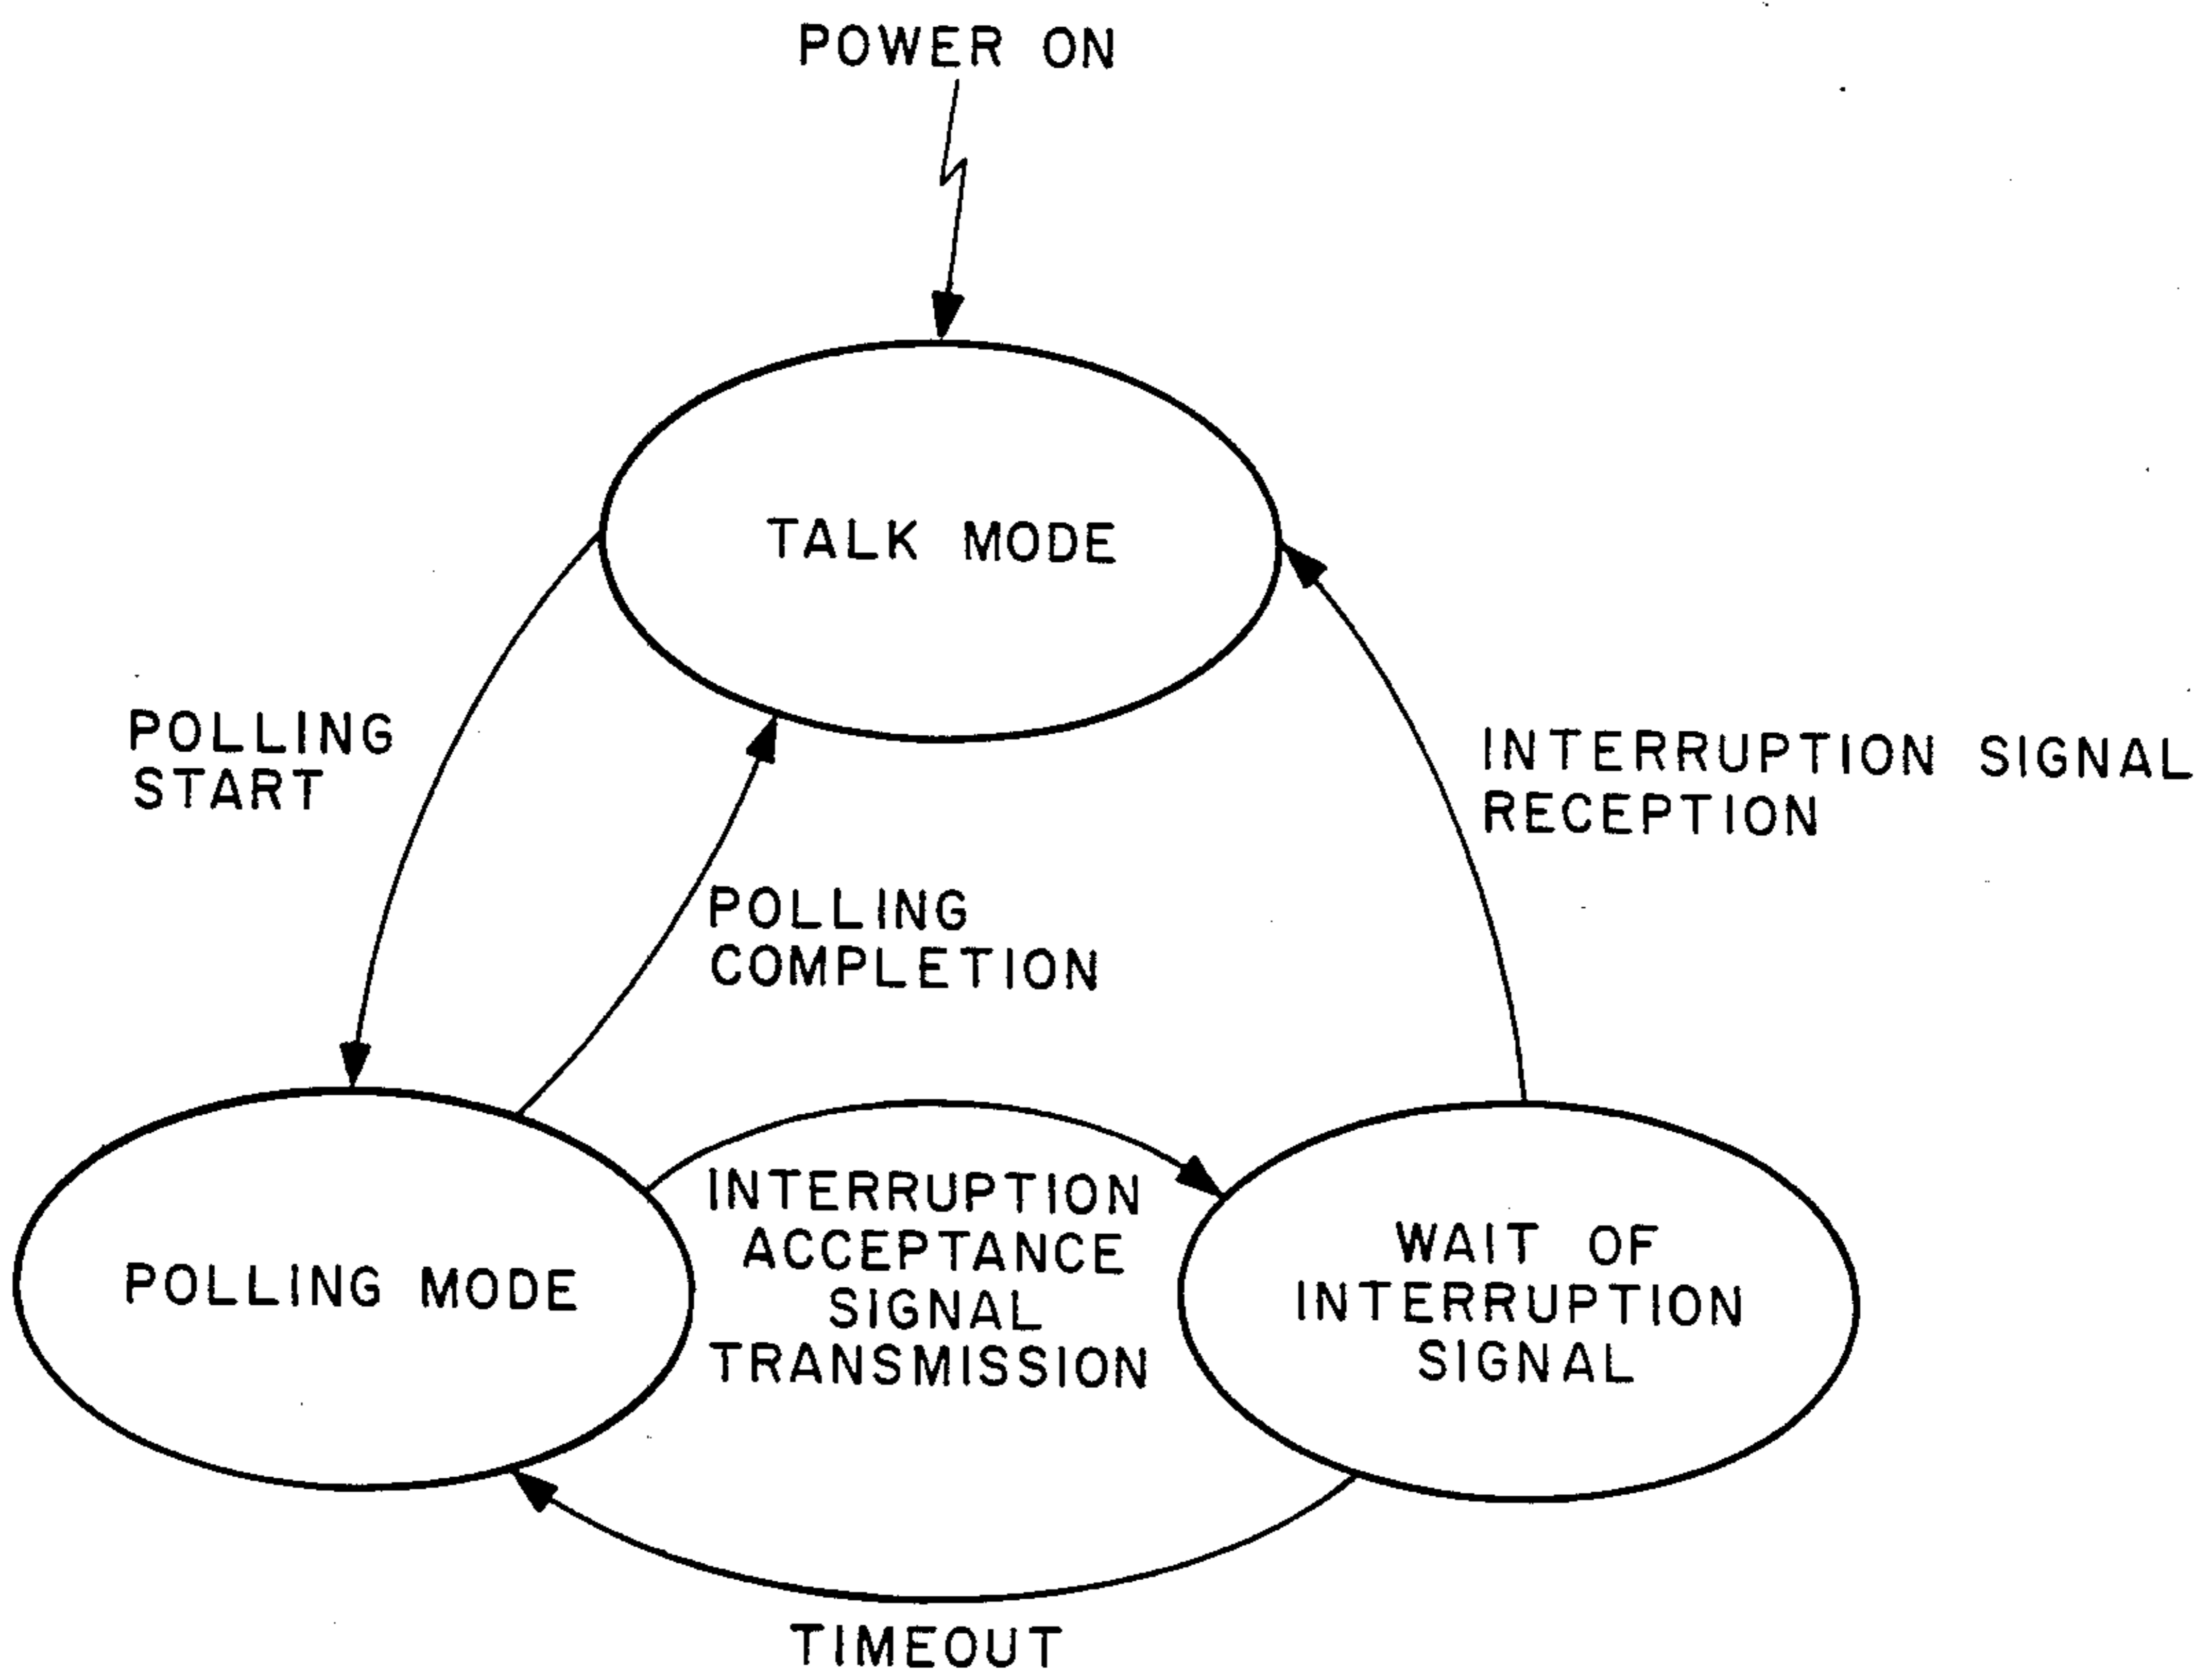 POWER ON
TALK MODE
POLLING
START
INTERRUPTION SIGNAL
RECEPTION
POLLING
COMPLETION
POLLING MODE
INTERRUPTION
ACCEPTANCE
SIGNAL
TRANSMISSION
WAIT OF
INTERRUPTION
SIGNAL
TIMEOUT